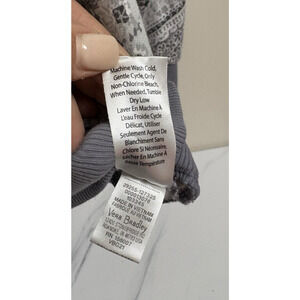 Machine Wash Cold,
Gentle Cycle, Only
Non-Chlorine Beach,
When Needed, Tumble
Dry Low
Laver En Machine À
L'eau Froide Cycle
Délicat, Utiliser
Seulement Agent De
Blanchiment Sans
Chlore Si Nécessaire,
Sécher En Machine À
Basse Température
MADE IN VIETNAM
Vera Bradley